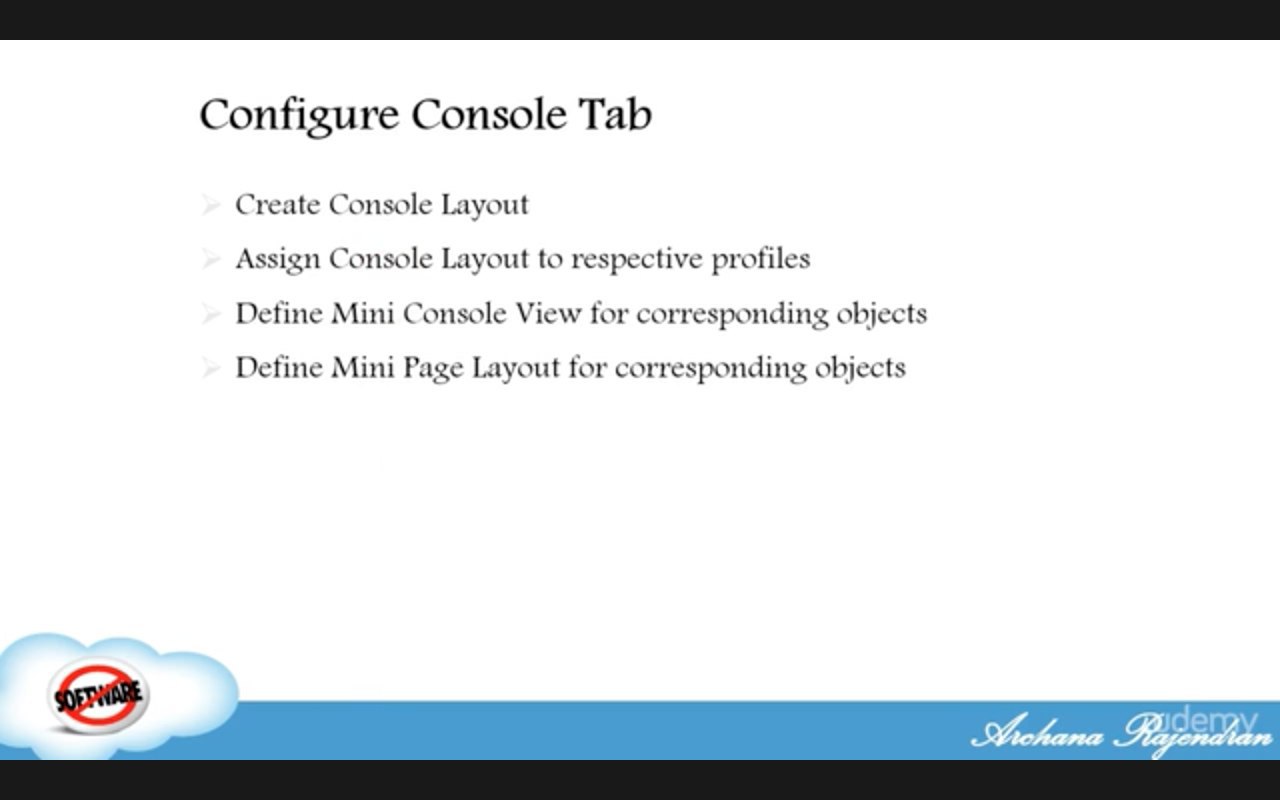 Configure Console Tab
Create Console Layout
Assign Console Layout to respective profiles
Define Mini Console View for corresponding objects
Define Mini Page Layout for corresponding objects
SOFTWARE
udemy
Archana Rajendran